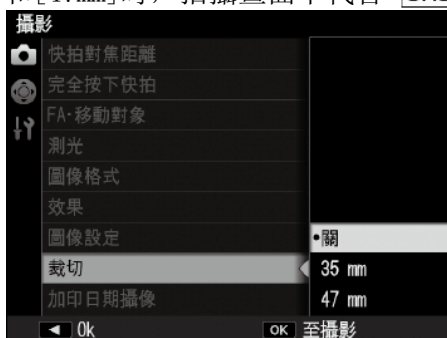 攝影
快拍對焦距離
完全按下快拍
FA·移動對象
測光
圖像格式
效果
圖像設定
•關
裁切
35 mm
加印日期攝像
47 mm
◄ Ok
OK 至攝影